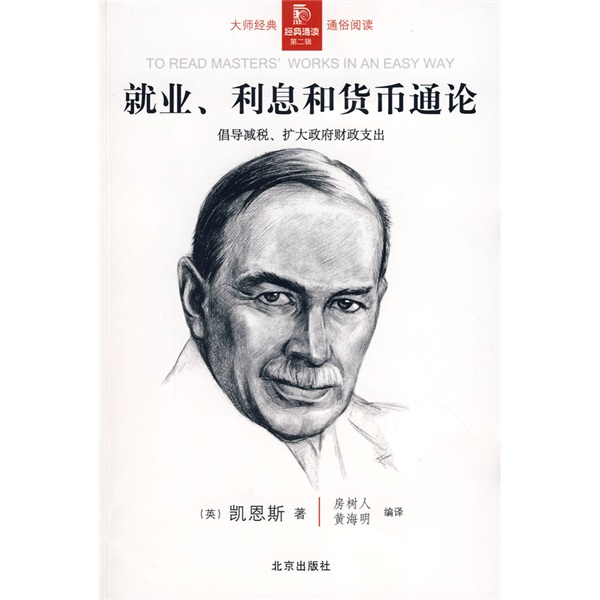 大师经典 经典通读 通俗阅读
第二辑
TO READ MASTERS' WORKS IN AN EASY WAY
就业、利息和货币通论
倡导减税、扩大政府财政支出
(英) 凯恩斯 著
房树人
黄海明 编译
北京出版社